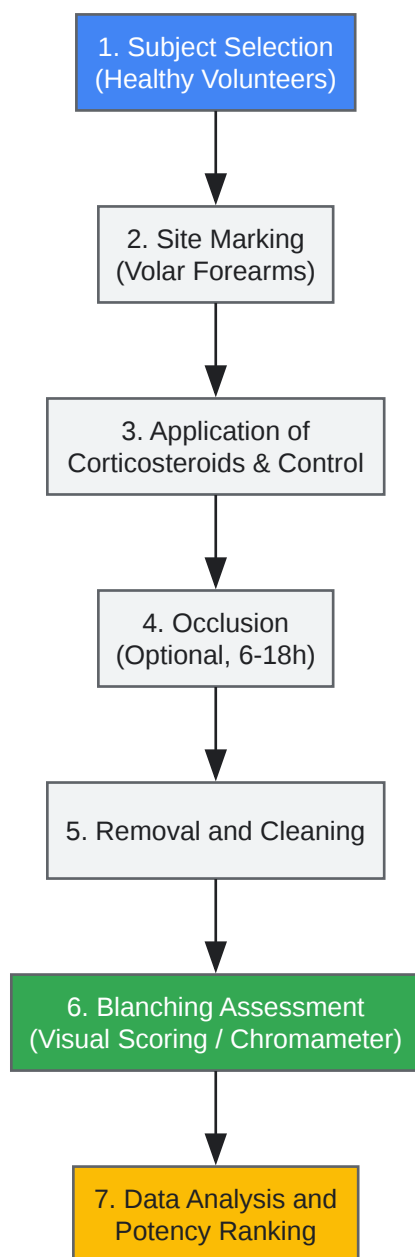 1. Subject Selection
(Healthy Volunteers)
2. Site Marking
(Volar Forearms)
3. Application of
Corticosteroids & Control
4. Occlusion
(Optional, 6-18h)
5. Removal and Cleaning
6. Blanching Assessment
(Visual Scoring / Chromameter)
7. Data Analysis and
Potency Ranking